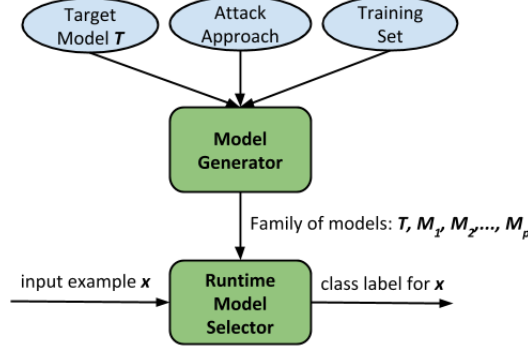 Target
Model T
Attack
Approach
Training
Set
Model
Generator
Family of models: T, M1, M2,..., Mp
input example x
Runtime
Model
Selector
class label for x